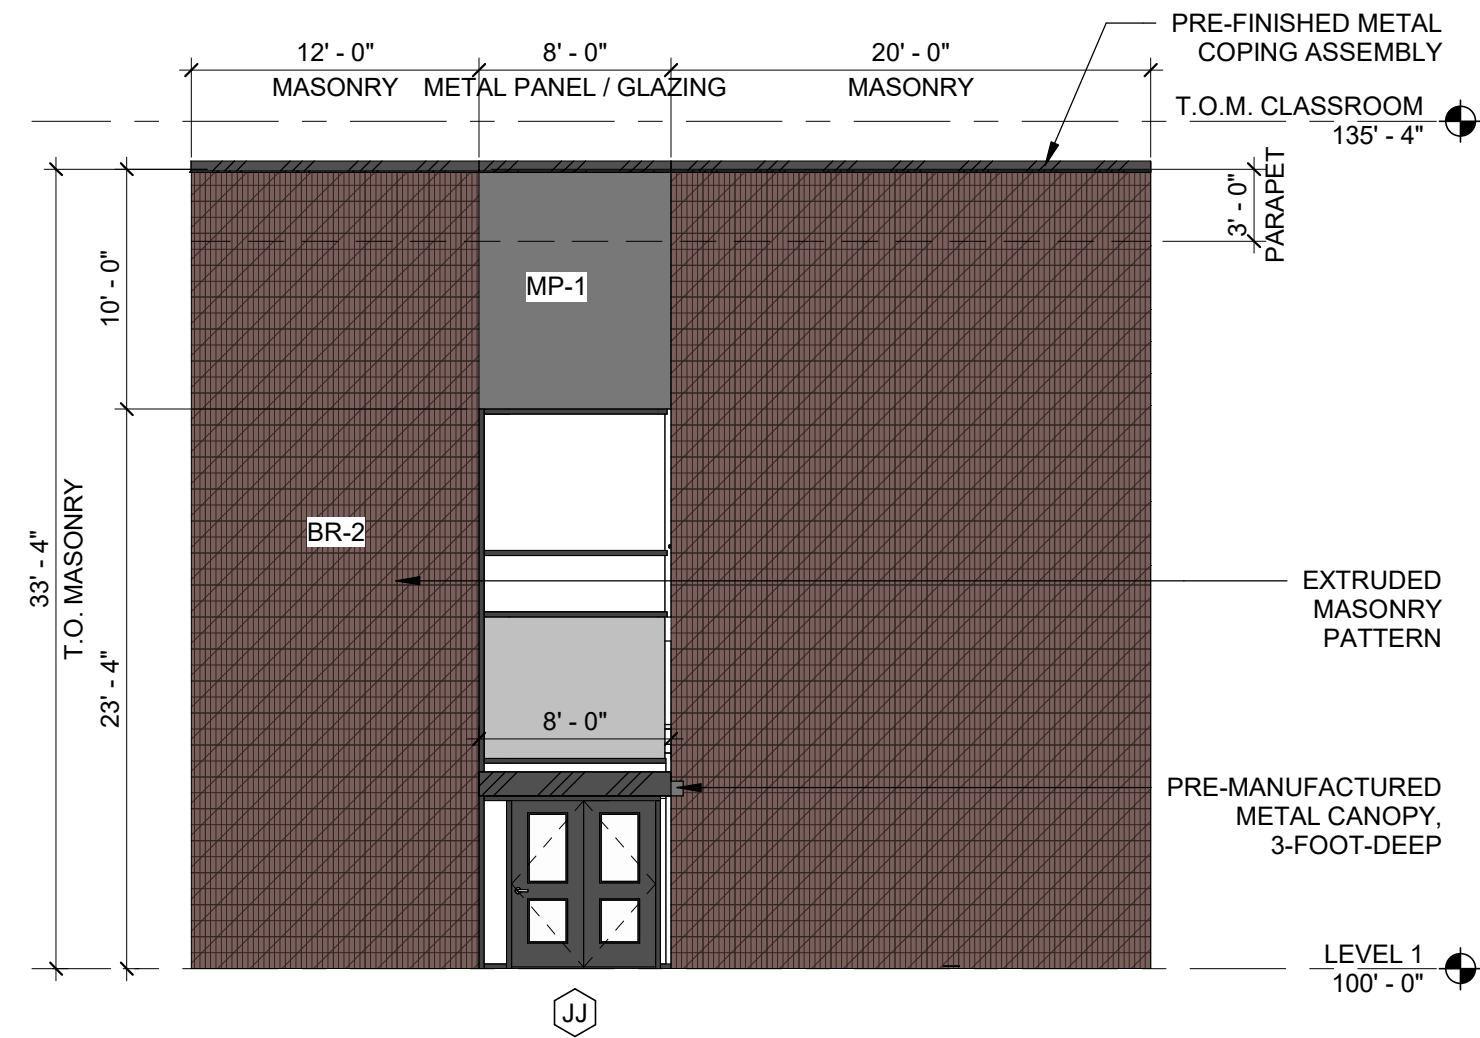 PRE-FINISHED METAL
COPING ASSEMBLY
12' - 0"
8' - 0"
20' - 0"
MASONRY
METAL PANEL / GLAZING
MASONRY
T.O.M. CLASSROOM
135' - 4"
3' - 0"
PARAPET
10' - 0"
MP-1
BR-2
33' - 4"
T.O. MASONRY
23' - 4"
EXTRUDED
MASONRY
PATTERN
8' - 0"
PRE-MANUFACTURED
METAL CANOPY,
3-FOOT-DEEP
LEVEL 1
100' - 0"
JJ